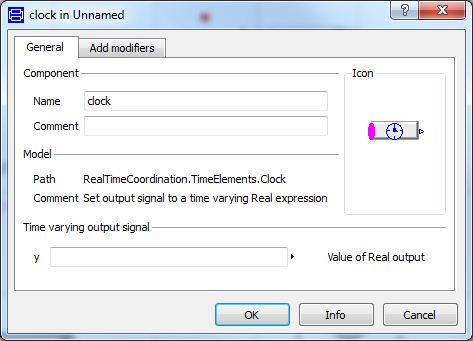 clock in Unnamed
General Add modifiers
Component
Icon
Name clock
Comment
Model
Path RealTimeCoordination.TimeElements.Clock
Comment Set output signal to a time varying Real expression
Time varying output signal
y Value of Real output
OK Info Cancel